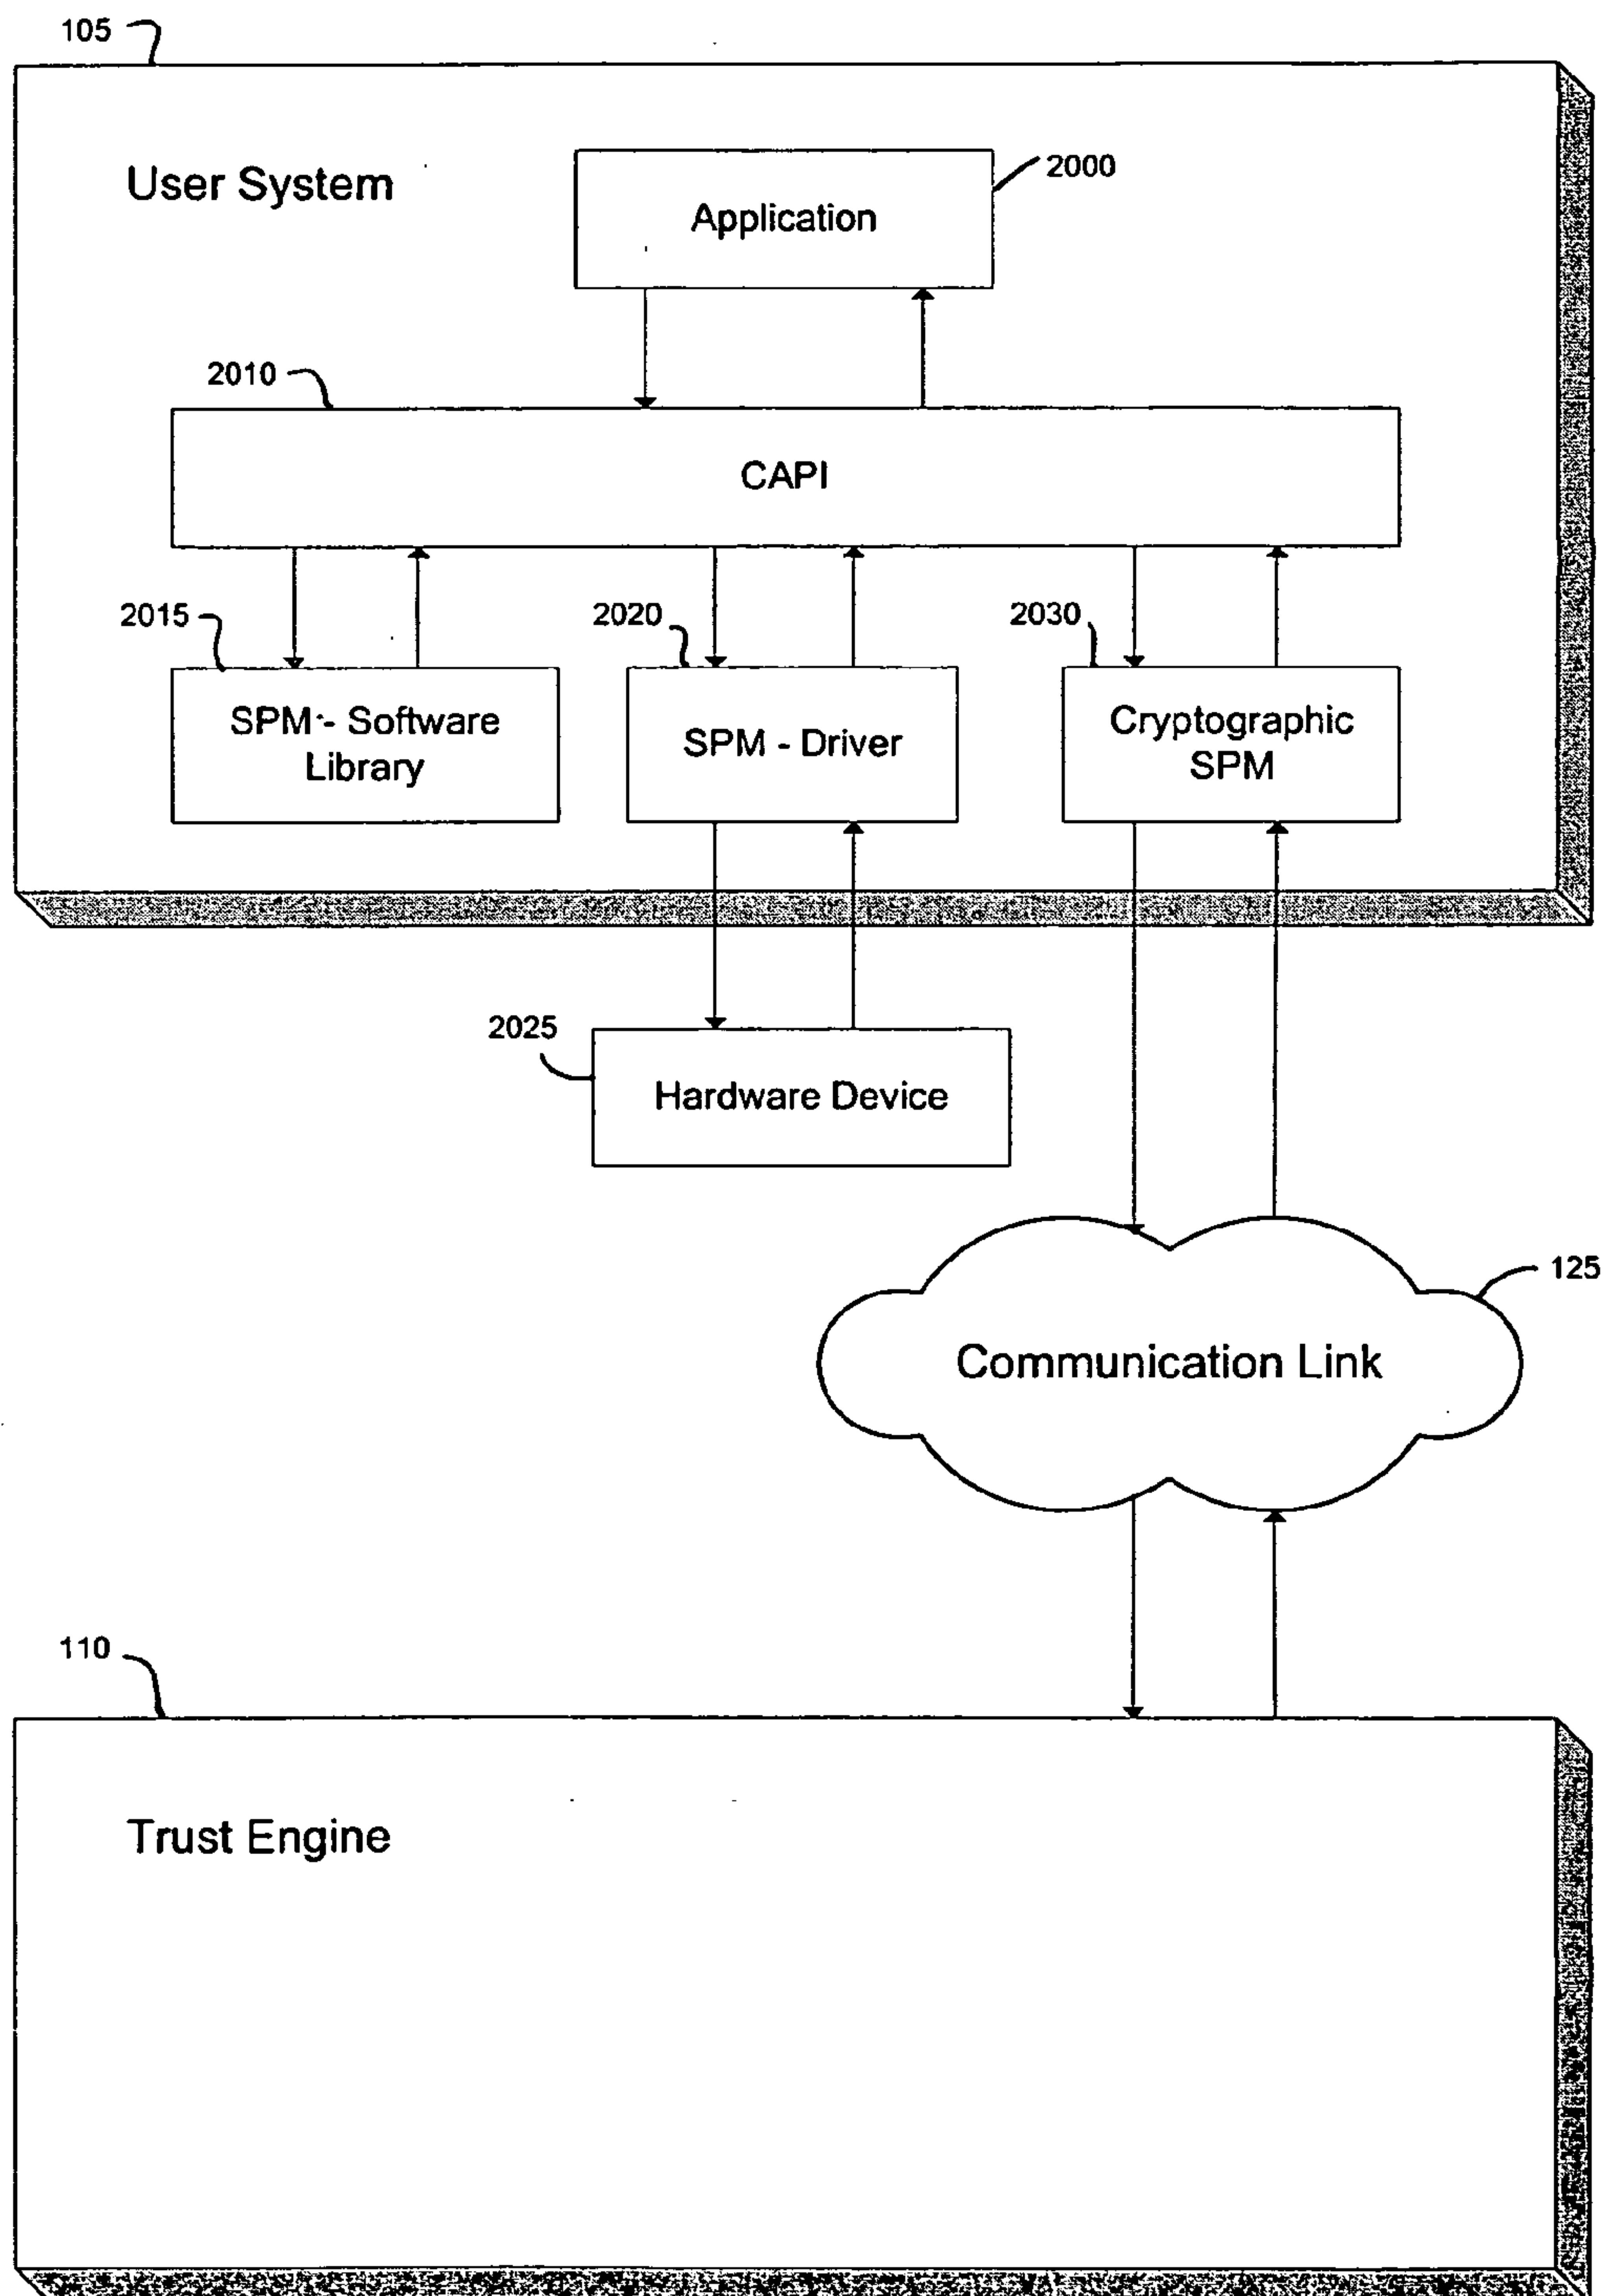 105
User System
2000
Application
2010
CAPI
2015
2020
2030
SPM - Software
Library
SPM - Driver
Cryptographic
SPM
2025
Hardware Device
125
Communication Link
110
Trust Engine